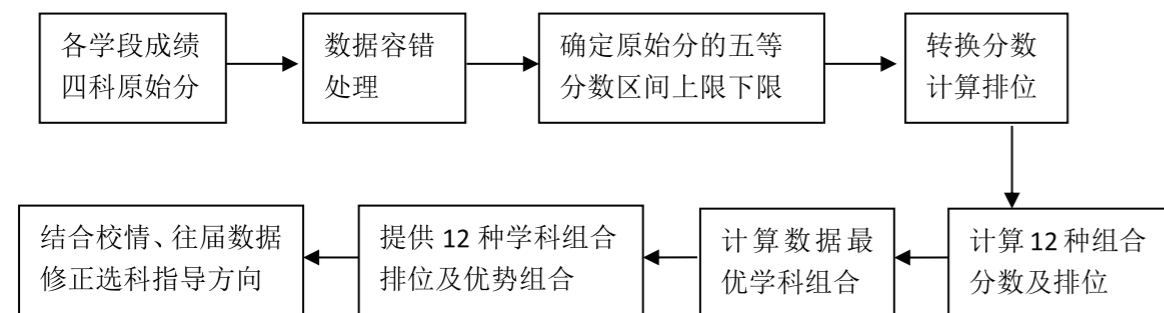 各学段成绩
四科原始分
数据容错
处理
确定原始分的五等
分数区间上限下限
转换分数
计算排位
计算 12 种组合
分数及排位
计算数据最
优学科组合
提供 12 种学科组合
排位及优势组合
结合校情、往届数据
修正选科指导方向